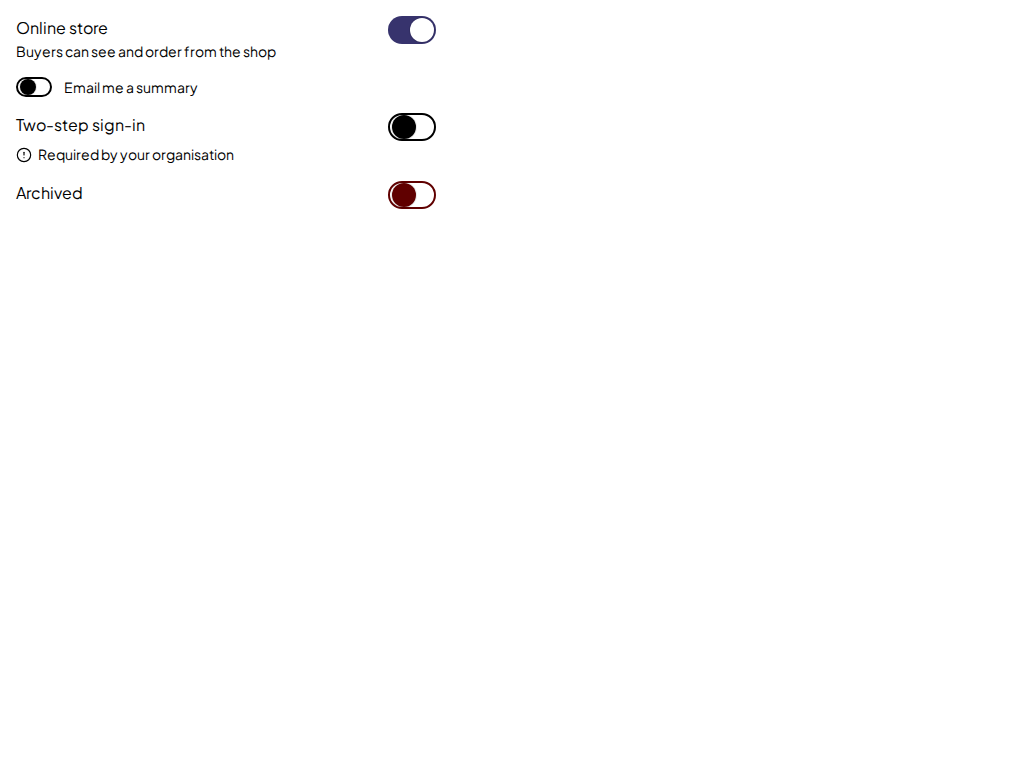 Online store
Buyers can see and order from the shop
Email me a summary
Two-step sign-in
Required by your organisation
Archived